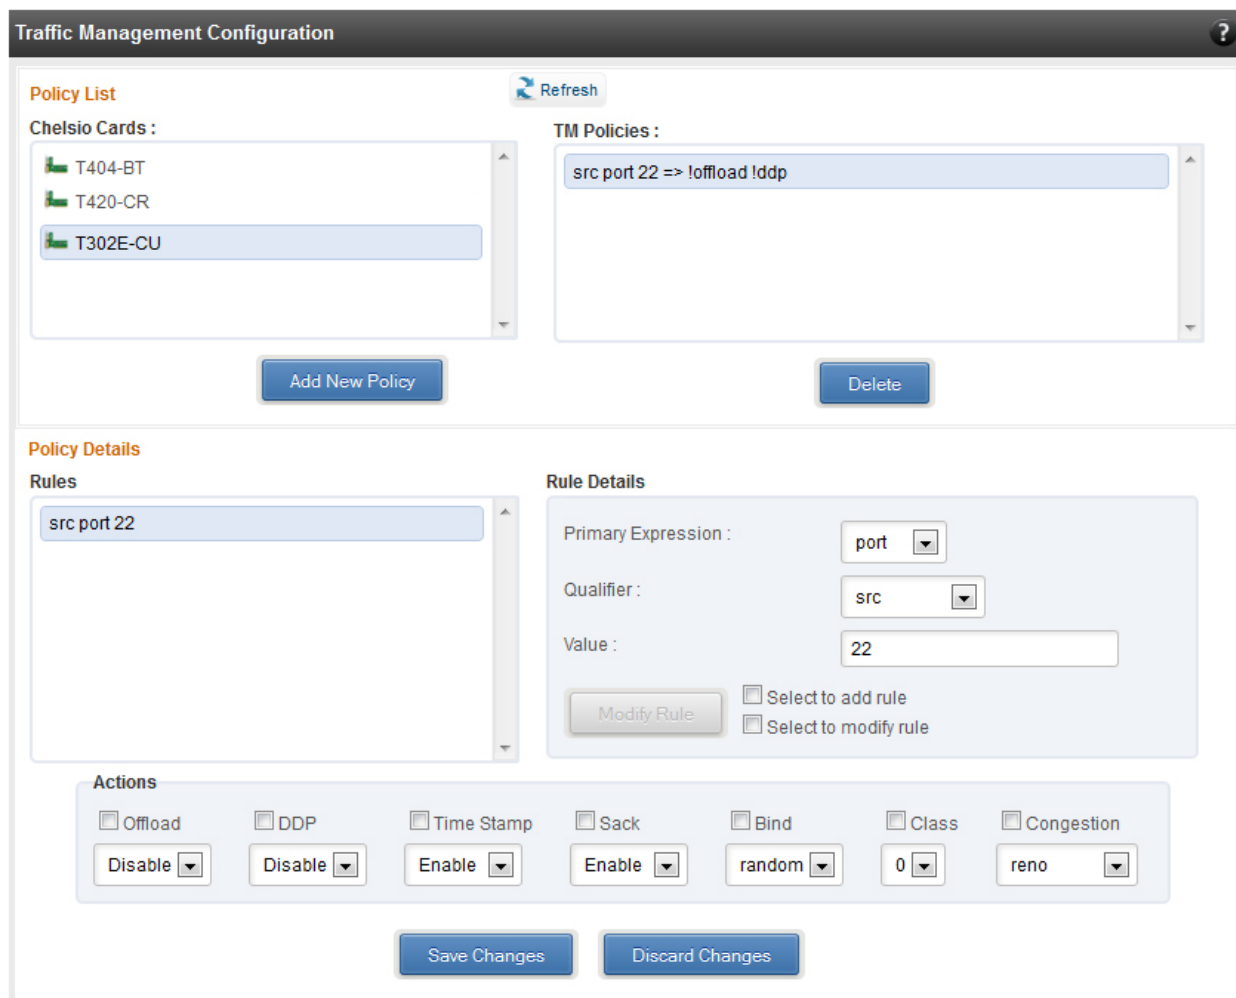 Traffic Management Configuration
?
Policy List
Refresh
Chelsio Cards :
TM Policies :
T404-BT
T420-CR
T302E-CU
src port 22 => !offload !ddp
Add New Policy
Delete
Policy Details
Rules
Rule Details
src port 22
Primary Expression :
port
Qualifier :
src
Value :
22
Modify Rule
Select to add rule
Select to modify rule
Actions
Offload DDP Time Stamp Sack Bind Class Congestion
Disable Disable Enable Enable random 0 reno
Save Changes
Discard Changes